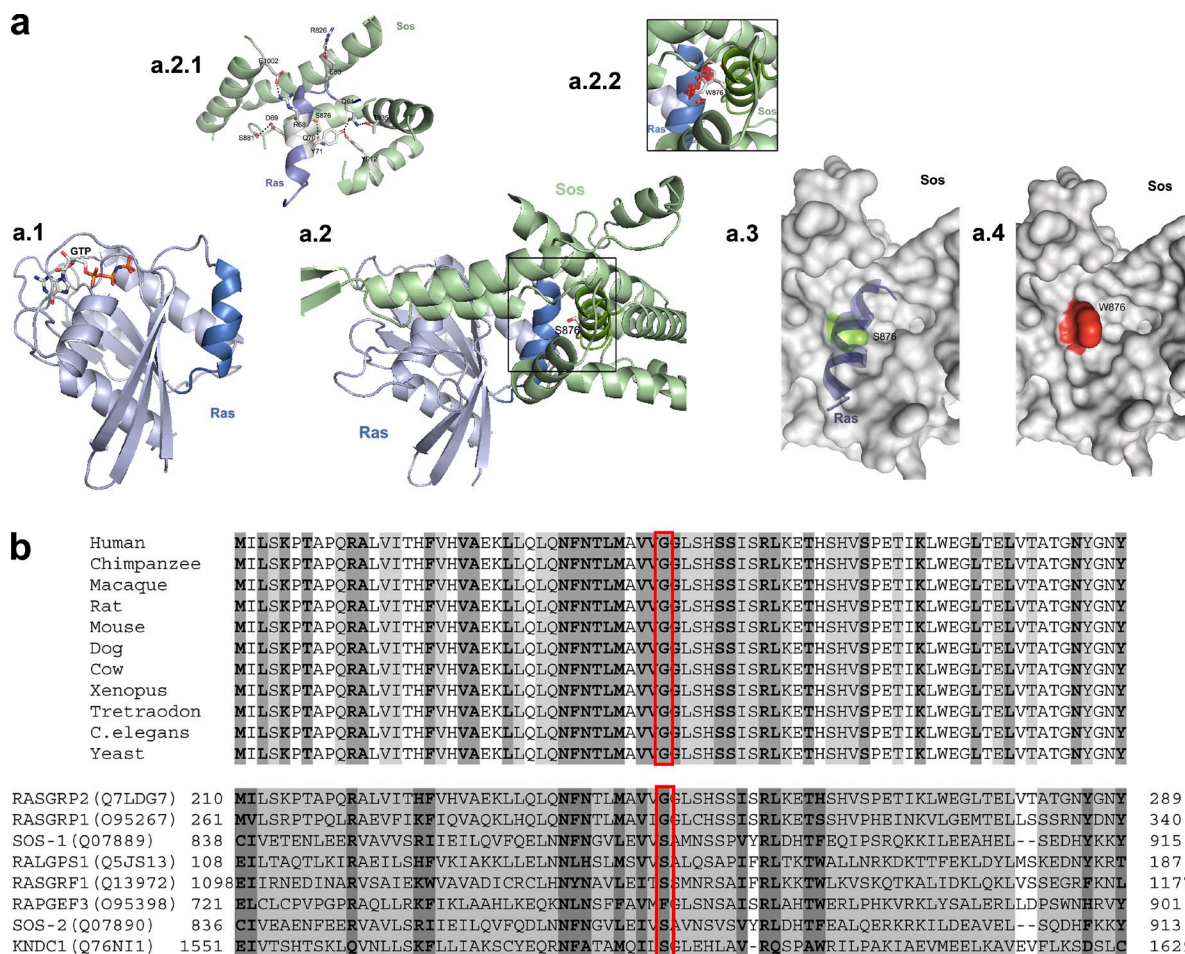 a
a.2.1
R826
Sos
D69
R68
S876
S881
Q70
Y71
Y912
Ras
a.2.2
W876
Sos
Ras
a.1
GTP
Ras
a.2
Sos
S876
Ras
a.3
Sos
S876
Ras
a.4
Sos
W876
b
Human MILSKPTAPQRALVITHFVHVAEKLLQLQNFNTLMAVVGGLSHSSISRLKETHSHVSPETIKLWEGLTELVTATGNYGNY
Chimpanzee MILSKPTAPQRALVITHFVHVAEKLLQLQNFNTLMAVVGGLSHSSISRLKETHSHVSPETIKLWEGLTELVTATGNYGNY
Macaque MILSKPTAPQRALVITHFVHVAEKLLQLQNFNTLMAVVGGLSHSSISRLKETHSHVSPETIKLWEGLTELVTATGNYGNY
Rat MILSKPTAPQRALVITHFVHVAEKLLQLQNFNTLMAVVGGLSHSSISRLKETHSHVSPETIKLWEGLTELVTATGNYGNY
Mouse MILSKPTAPQRALVITHFVHVAEKLLQLQNFNTLMAVVGGLSHSSISRLKETHSHVSPETIKLWEGLTELVTATGNYGNY
Dog MILSKPTAPQRALVITHFVHVAEKLLQLQNFNTLMAVVGGLSHSSISRLKETHSHVSPETIKLWEGLTELVTATGNYGNY
Cow MILSKPTAPQRALVITHFVHVAEKLLQLQNFNTLMAVVGGLSHSSISRLKETHSHVSPETIKLWEGLTELVTATGNYGNY
Xenopus MILSKPTAPQRALVITHFVHVAEKLLQLQNFNTLMAVVGGLSHSSISRLKETHSHVSPETIKLWEGLTELVTATGNYGNY
Tretraodon MILSKPTAPQRALVITHFVHVAEKLLQLQNFNTLMAVVGGLSHSSISRLKETHSHVSPETIKLWEGLTELVTATGNYGNY
C.elegans MILSKPTAPQRALVITHFVHVAEKLLQLQNFNTLMAVVGGLSHSSISRLKETHSHVSPETIKLWEGLTELVTATGNYGNY
Yeast MILSKPTAPQRALVITHFVHVAEKLLQLQNFNTLMAVVGGLSHSSISRLKETHSHVSPETIKLWEGLTELVTATGNYGNY
RASGRP2(Q7LDG7) 210 MILSKPTAPQRALVITHFVHVAEKLLQLQNFNTLMAVVGGLSHSSISRLKETHSHVSPETIKLWEGLTELVTATGNYGNY 289
RASGRP1(O95267) 261 MVLSRPTPQLRAEVFIKFIQVAQKLHQLQNFNTLMAVIGGLCHSSISRLKETSSHVPHEINKVLGEMTELLSSSRNYDNY 340
SOS-1(Q07889) 838 CIVETENLEERVAVVSRIIEILQVFQELNNFNGVLEVVSAMNSSPVYRLDHTFEQIPSRQKKILEEAHEL--SEDHYKKY 915
RALGPS1(Q5JS13) 108 EILTAQTLKIRAEILSHFVKIAKKLLELNNLHSLMSVVSALQSAPIFRLTKTWALLNRKDKTTFEKLDYLMSKEDNYKRT 187
RASGRF1(Q13972) 1098 EIIRNEDINARVSAIEKWVAVADICRCLHNYNAVLEITSSMNRSAIFRLKKTWLKVSKQTKALIDKLQKLVSSEGRFKNL 1177
RAPGEF3(O95398) 721 ELCLCPVPGPRAQLLRKFIKLAAHLKEQKNLNSFFAVMFGLSNSAISRLAHTWERLPHKVRKLYSALERLLDPSWNHRVY 901
SOS-2(Q07890) 836 CIVEAENFEERVAVLSRIIEILQVFQDLNNFNGVLEIVSAVNSVSVYRLDHTFEALQERKRKILDEAVEL--SQDHFKKY 913
KNDC1(Q76NI1) 1551 EIVTSHTSKLQVNLLSKFLLIAKSCYEQRNFATAMQILSGLEHLAV-RQSPAWRILPAKIAEVMEELKAVEVFLKSDSLC 1629